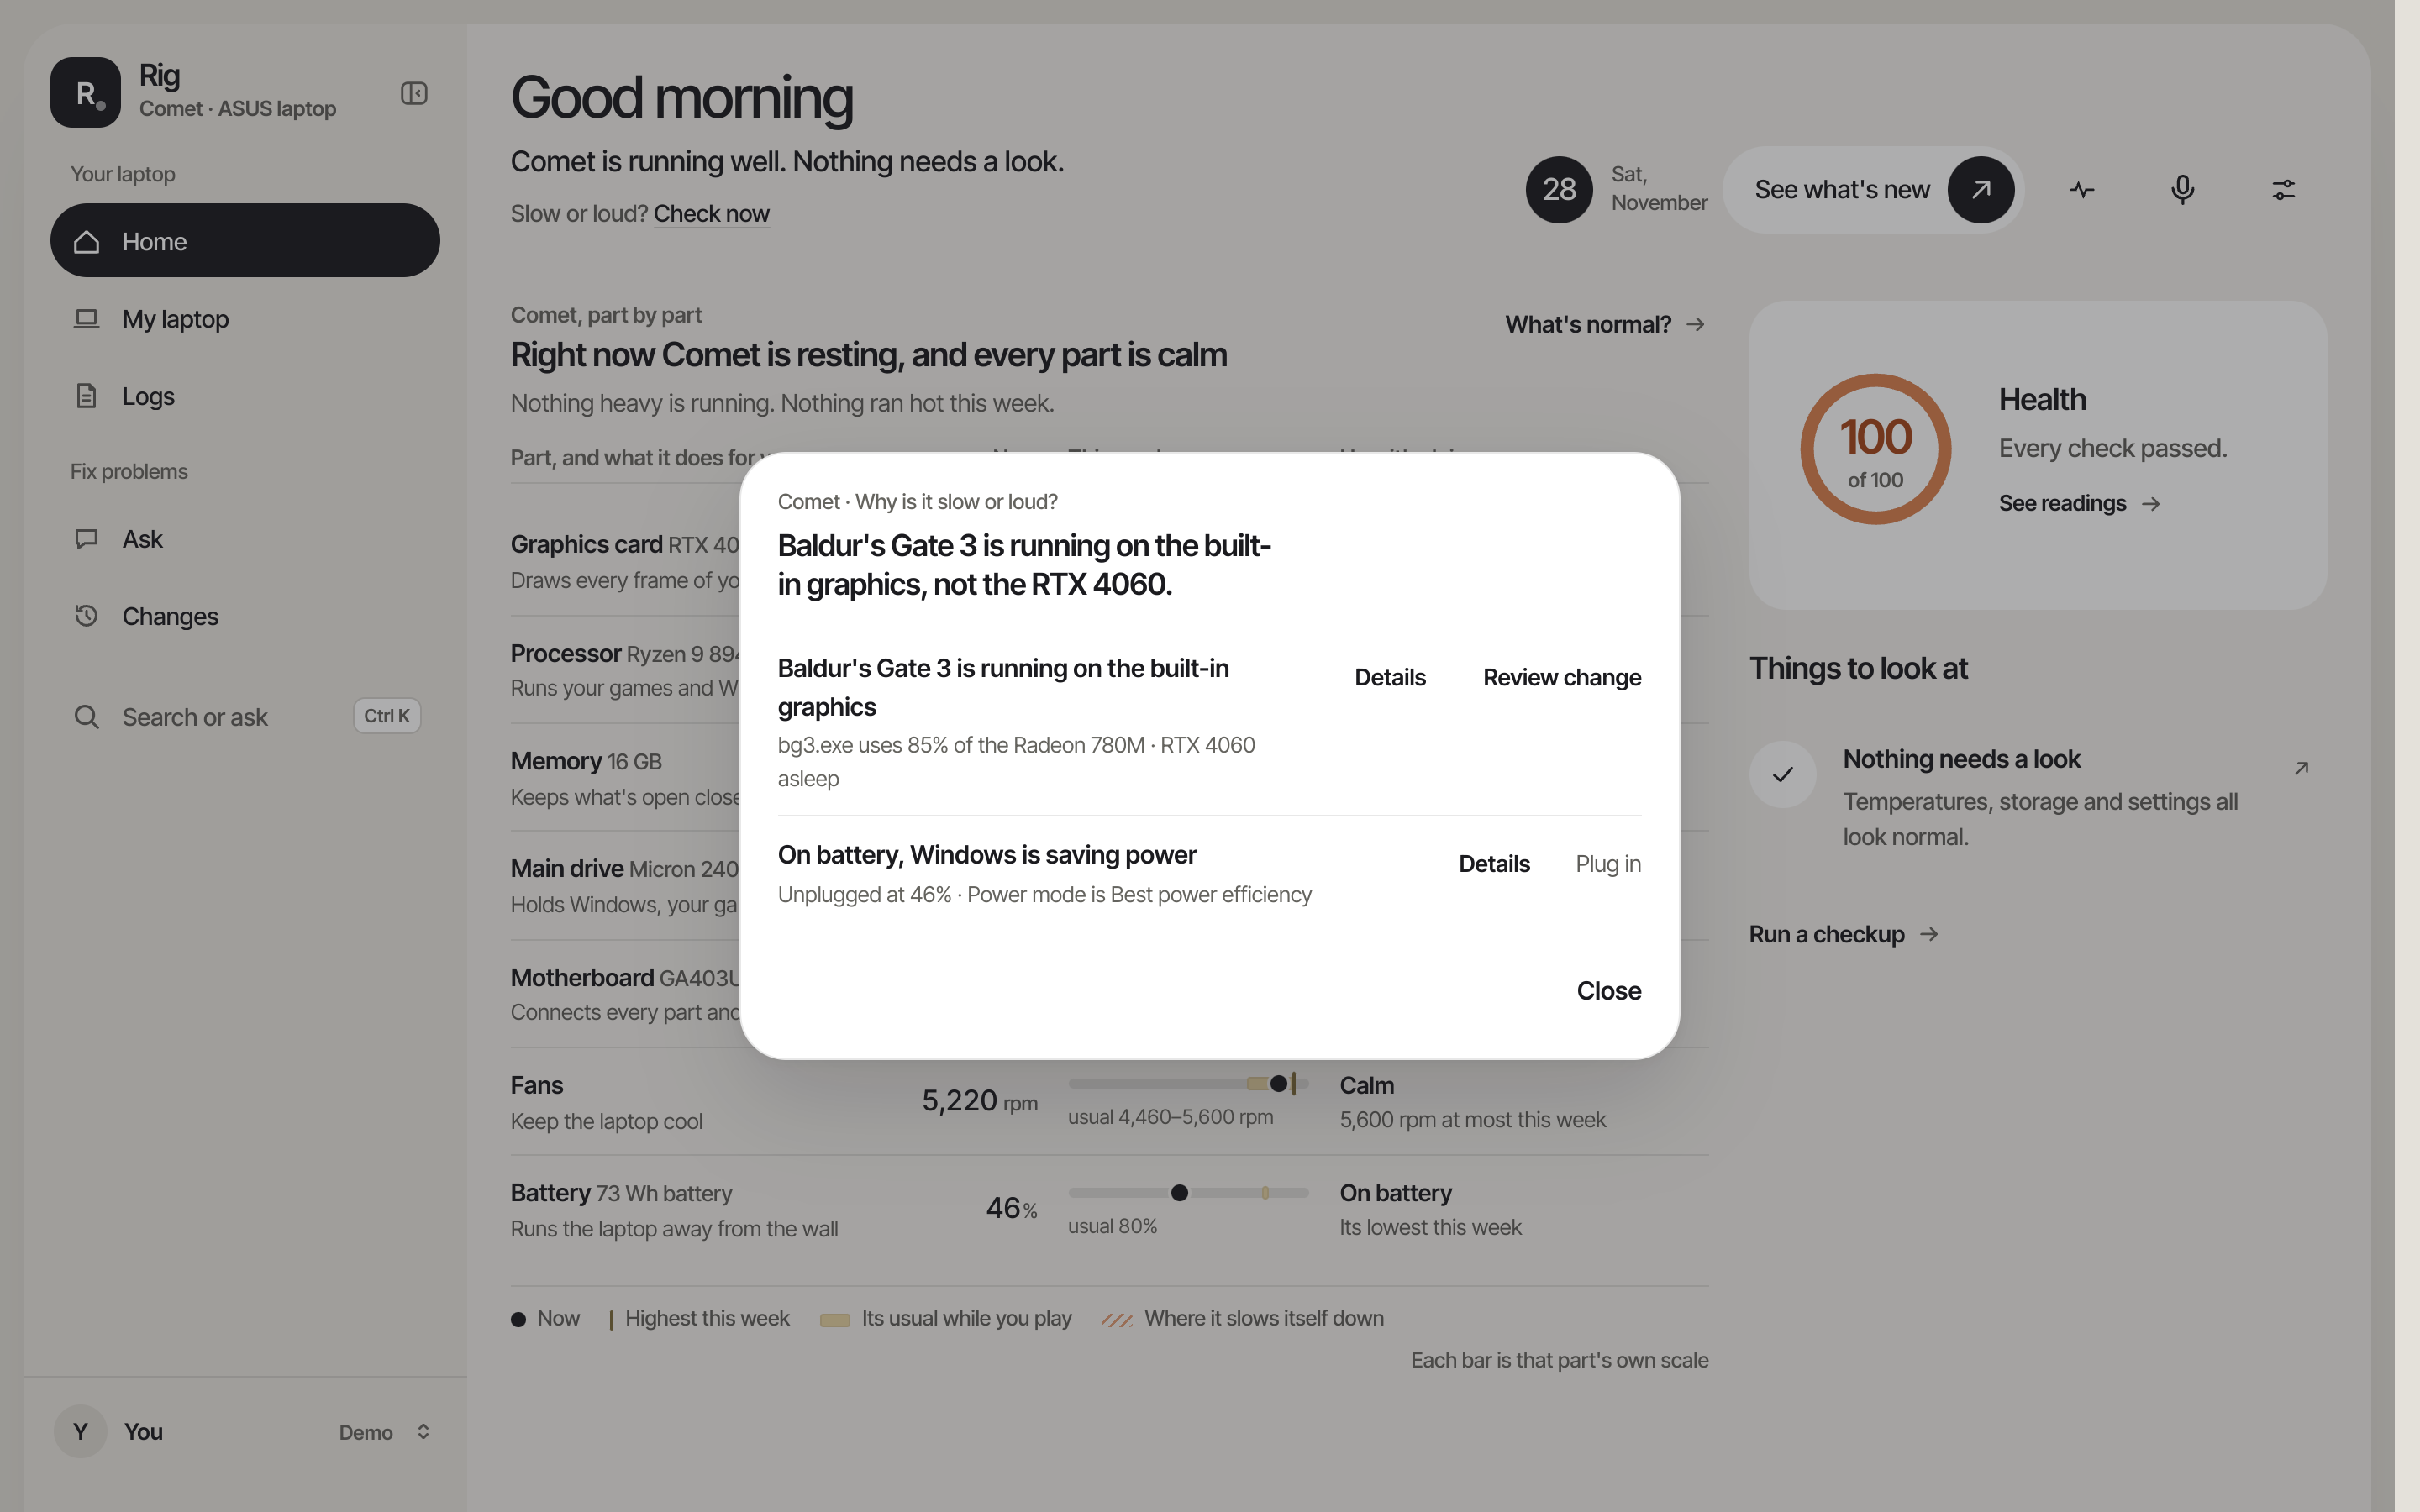 R.
Rig
Comet · ASUS laptop
Your laptop
Home
My laptop
Logs
Fix problems
Ask
Changes
Search or ask
Ctrl K
Y
You
Demo
Good morning
Comet is running well. Nothing needs a look.
Slow or loud? Check now
28
Sat,
November
See what's new
Comet, part by part
What's normal?
Right now Comet is resting, and every part is calm
Nothing heavy is running. Nothing ran hot this week.
Part, and what it does for
Graphics card RTX 40
Draws every frame of yo
Processor Ryzen 9 894
Runs your games and W
Memory 16 GB
Keeps what's open close
Main drive Micron 240
Holds Windows, your gar
Motherboard GA403U
Connects every part and
Fans
Keep the laptop cool
5,220 rpm
usual 4,460–5,600 rpm
Calm
5,600 rpm at most this week
Battery 73 Wh battery
Runs the laptop away from the wall
46%
usual 80%
On battery
Its lowest this week
Now
Highest this week
Its usual while you play
Where it slows itself down
Each bar is that part's own scale
Comet · Why is it slow or loud?
Baldur's Gate 3 is running on the built-
in graphics, not the RTX 4060.
Baldur's Gate 3 is running on the built-in
graphics
bg3.exe uses 85% of the Radeon 780M · RTX 4060
asleep
Details
Review change
On battery, Windows is saving power
Unplugged at 46% · Power mode is Best power efficiency
Details
Plug in
Close
100
of 100
Health
Every check passed.
See readings
Things to look at
Nothing needs a look
Temperatures, storage and settings all
look normal.
Run a checkup